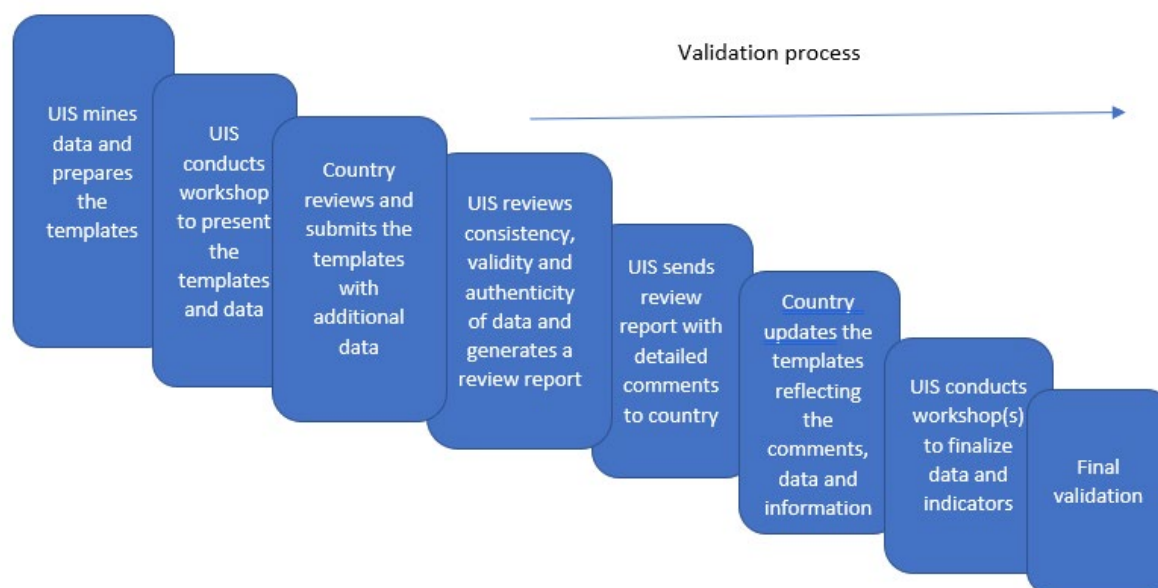 Validation process
UIS mines
data and
prepares
the
templates
UIS
conducts
workshop
to present
the
templates
and data
Country
reviews and
submits the
templates
with
additional
data
UIS reviews
consistency,
validity and
authenticity
of data and
generates a
review report
UIS sends
review
report with
detailed
comments
to country
Country
updates the
templates
reflecting
the
comments,
data and
information
UIS conducts
workshop(s)
to finalize
data and
indicators
Final
validation